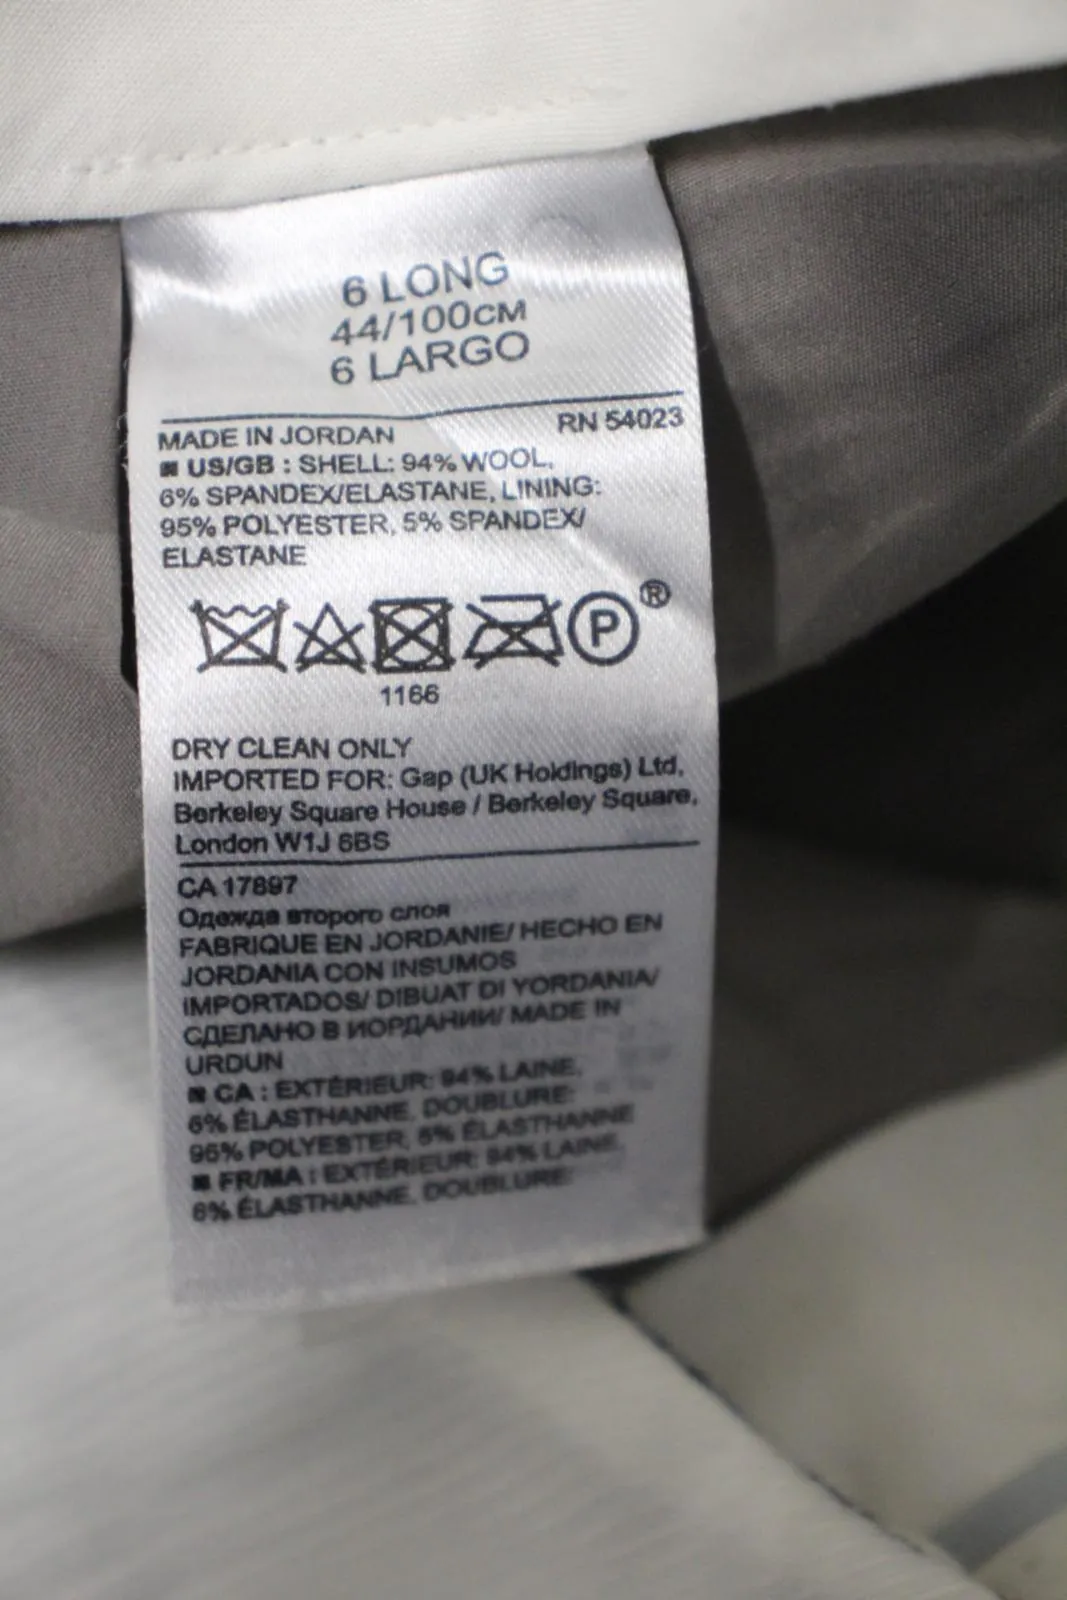 6 LONG
44/100CM
6 LARGO
RN 54023
MADE IN JORDAN
US/GB : SHELL: 94% WOOL,
6% SPANDEX/ELASTANE, LINING:
95% POLYESTER, 5% SPANDEX/
ELASTANE
P ®
1166
DRY CLEAN ONLY
IMPORTED FOR: Gap (UK Holdings) Ltd,
Berkeley Square House / Berkeley Square,
London W1J 6BS
CA 17897
Одежда второго слоя
FABRIQUE EN JORDANIE/ HECHO EN
JORDANIA CON INSUMOS
IMPORTADOS/ DIBUAT DI YORDANIA/
СДЕЛАНО В ИОРДАНИИ/ MADE IN
URDUN
CA : EXTÉRIEUR: 94% LAINE,
6% ÉLASTHANNE, DOUBLURE:
95% POLYESTER, 5% ÉLASTHANNE
FR/MA : EXTÉRIEUR: 94% LAINE,
6% ÉLASTHANNE, DOUBLURE: